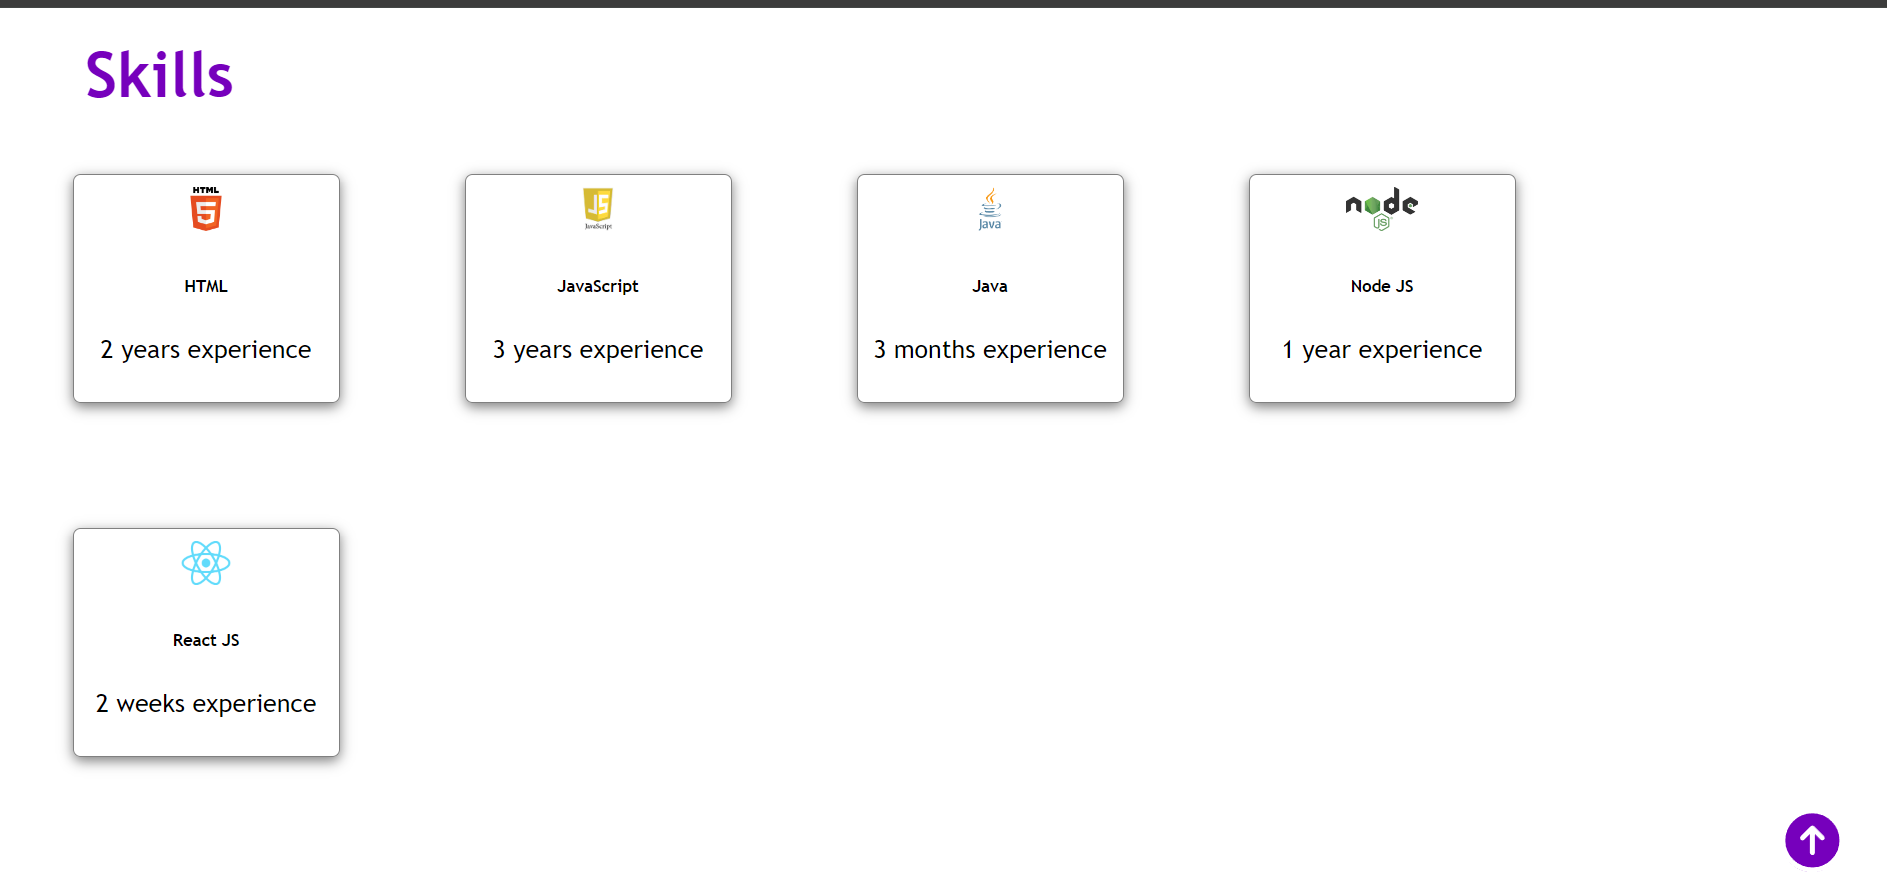 Skills
HTML
5
HTML
2 years experience
JS
JavaScript
JavaScript
3 years experience
Java
Java
3 months experience
node
JS
Node JS
1 year experience
React JS
2 weeks experience